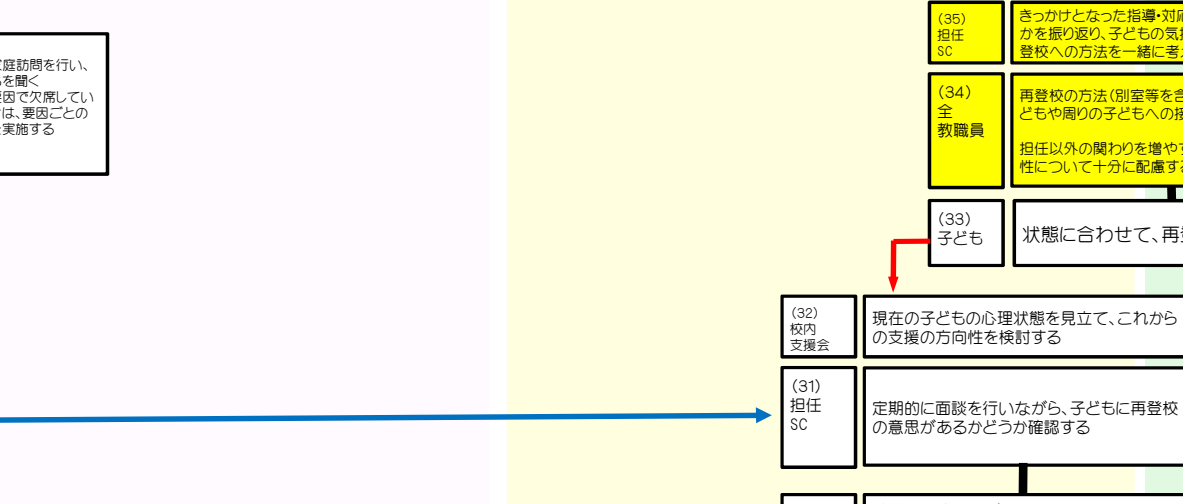 庭訪問を行い、
を聞く
因で欠席してい
は、要因ごとの
実施する
(35)
担任
SC
きっかけとなった指導・対応
かを振り返り、子どもの気
登校への方法を一緒に考
(34)
全
教職員
再登校の方法(別室等を含
どもや周りの子どもへの接
担任以外の関わりを増やす
性について十分に配慮する
(33)
子ども
状態に合わせて、再登
(32)
校内
支援会
現在の子どもの心理状態を見立て、これから
の支援の方向性を検討する
(31)
担任
SC
定期的に面談を行いながら、子どもに再登校
の意思があるかどうか確認する